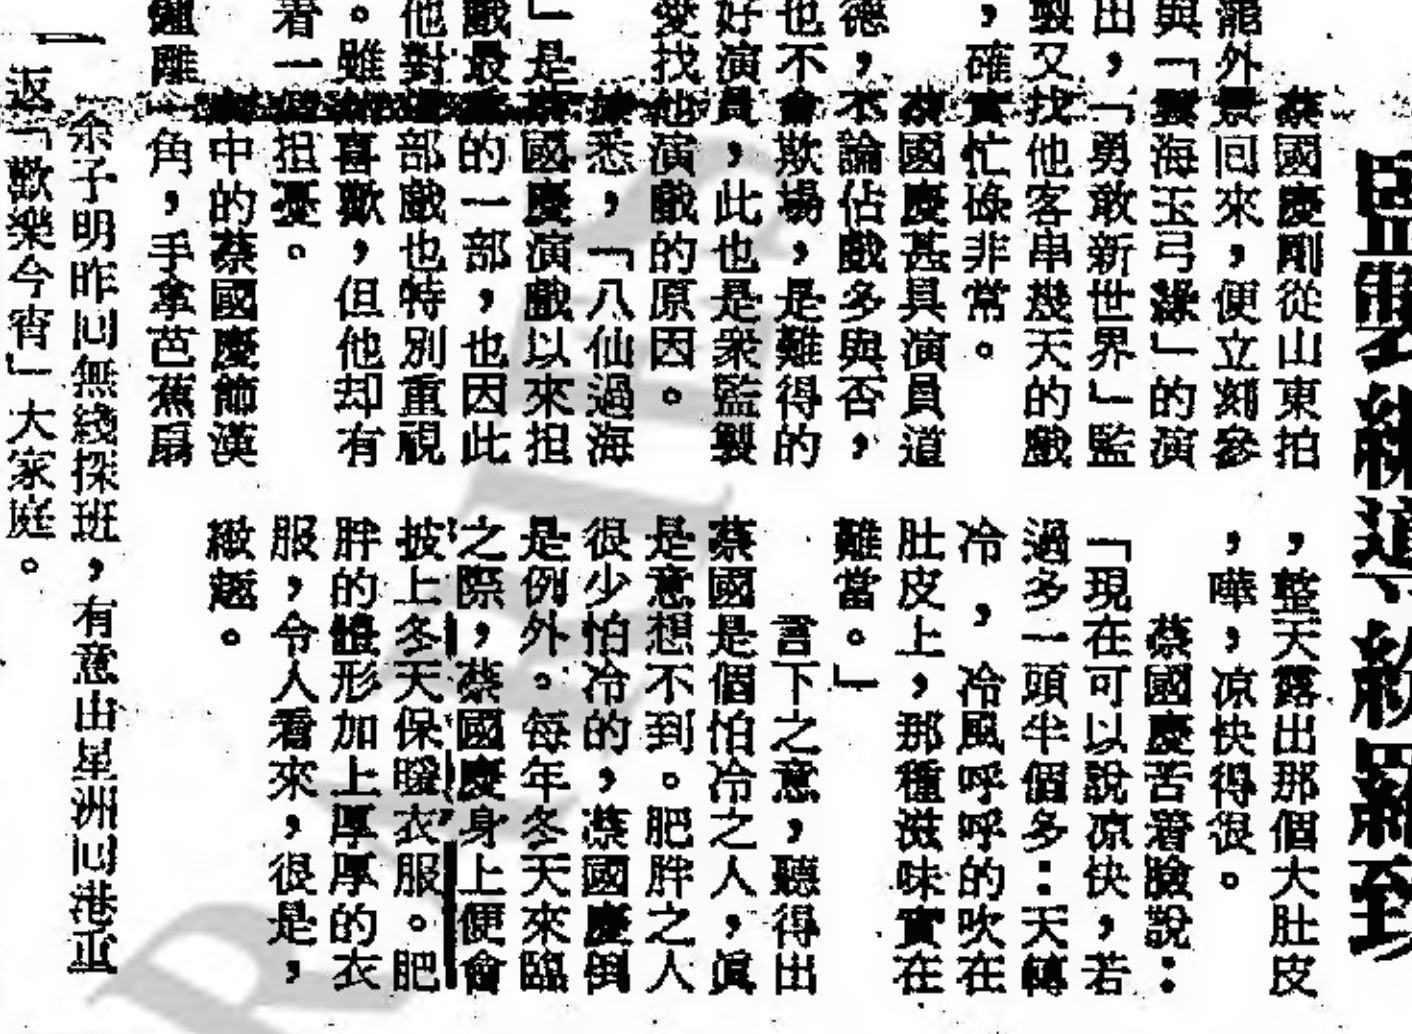 蔡國慶剛從山東拍
罷外景回來，便立刻參
與「雲海玉弓緣」的演
出，「勇敢新世界」監
製又找他客串幾天的戲
，確實忙碌非常。
蔡國慶甚具演員道
德，不論佔戲多與否，
也不會欺場，是難得的
好演員，此也是衆監製
愛找他演戲的原因。
據悉，「八仙過海
」是蔡國慶演戲以來担
戲最重的一部，也因此
他對這部戲也特別重視
。雖然喜歡，但他却有
着一担憂。
中的蔡國慶飾漢
鍾離一角，手拿芭蕉扇
，整天露出那個大肚皮
，嘩，凉快得很。
蔡國慶苦着臉說：
「現在可以說凉快，若
過多一頭半個多：天轉
冷，冷風呼呼的吹在
肚皮上，那種滋味實在
難當。」
言下之意，聽得出
蔡國是個怕冷之人，眞
是意想不到。肥胖之人
很少怕冷的，蔡國慶倒
是例外。每年冬天來臨
之際，蔡國慶身上便會
披上冬天保暖衣服。肥
胖的體形加上厚厚的衣
服，令人看來，很是，
緻趣。
余子明昨回無綫探班，有意由星洲回港重
返「歡樂今宵」大家庭。